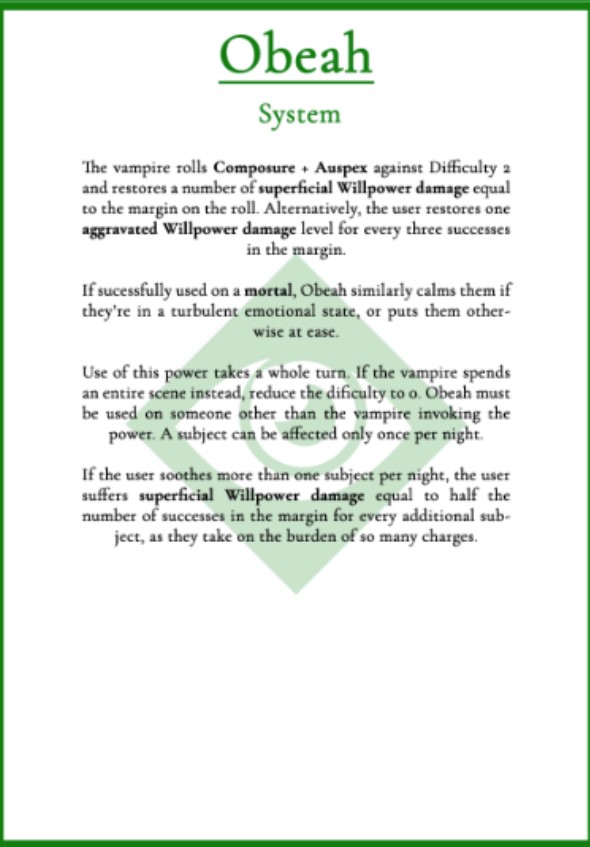 Obeah
System
The vampire rolls Composure + Auspex against Difficulty 2
and restores a number of superficial Willpower damage equal
to the margin on the roll. Alternatively, the user restores one
aggravated Willpower damage level for every three successes
in the margin.
If sucessfully used on a mortal, Obeah similarly calms them if
they're in a turbulent emotional state, or puts them other-
wise at ease.
Use of this power takes a whole turn. If the vampire spends
an entire scene instead, reduce the dificulty to 0. Obeah must
be used on someone other than the vampire invoking the
power. A subject can be affected only once per night.
If the user soothes more than one subject per night, the user
suffers superficial Willpower damage equal to half the
number of successes in the margin for every additional sub-
ject, as they take on the burden of so many charges.